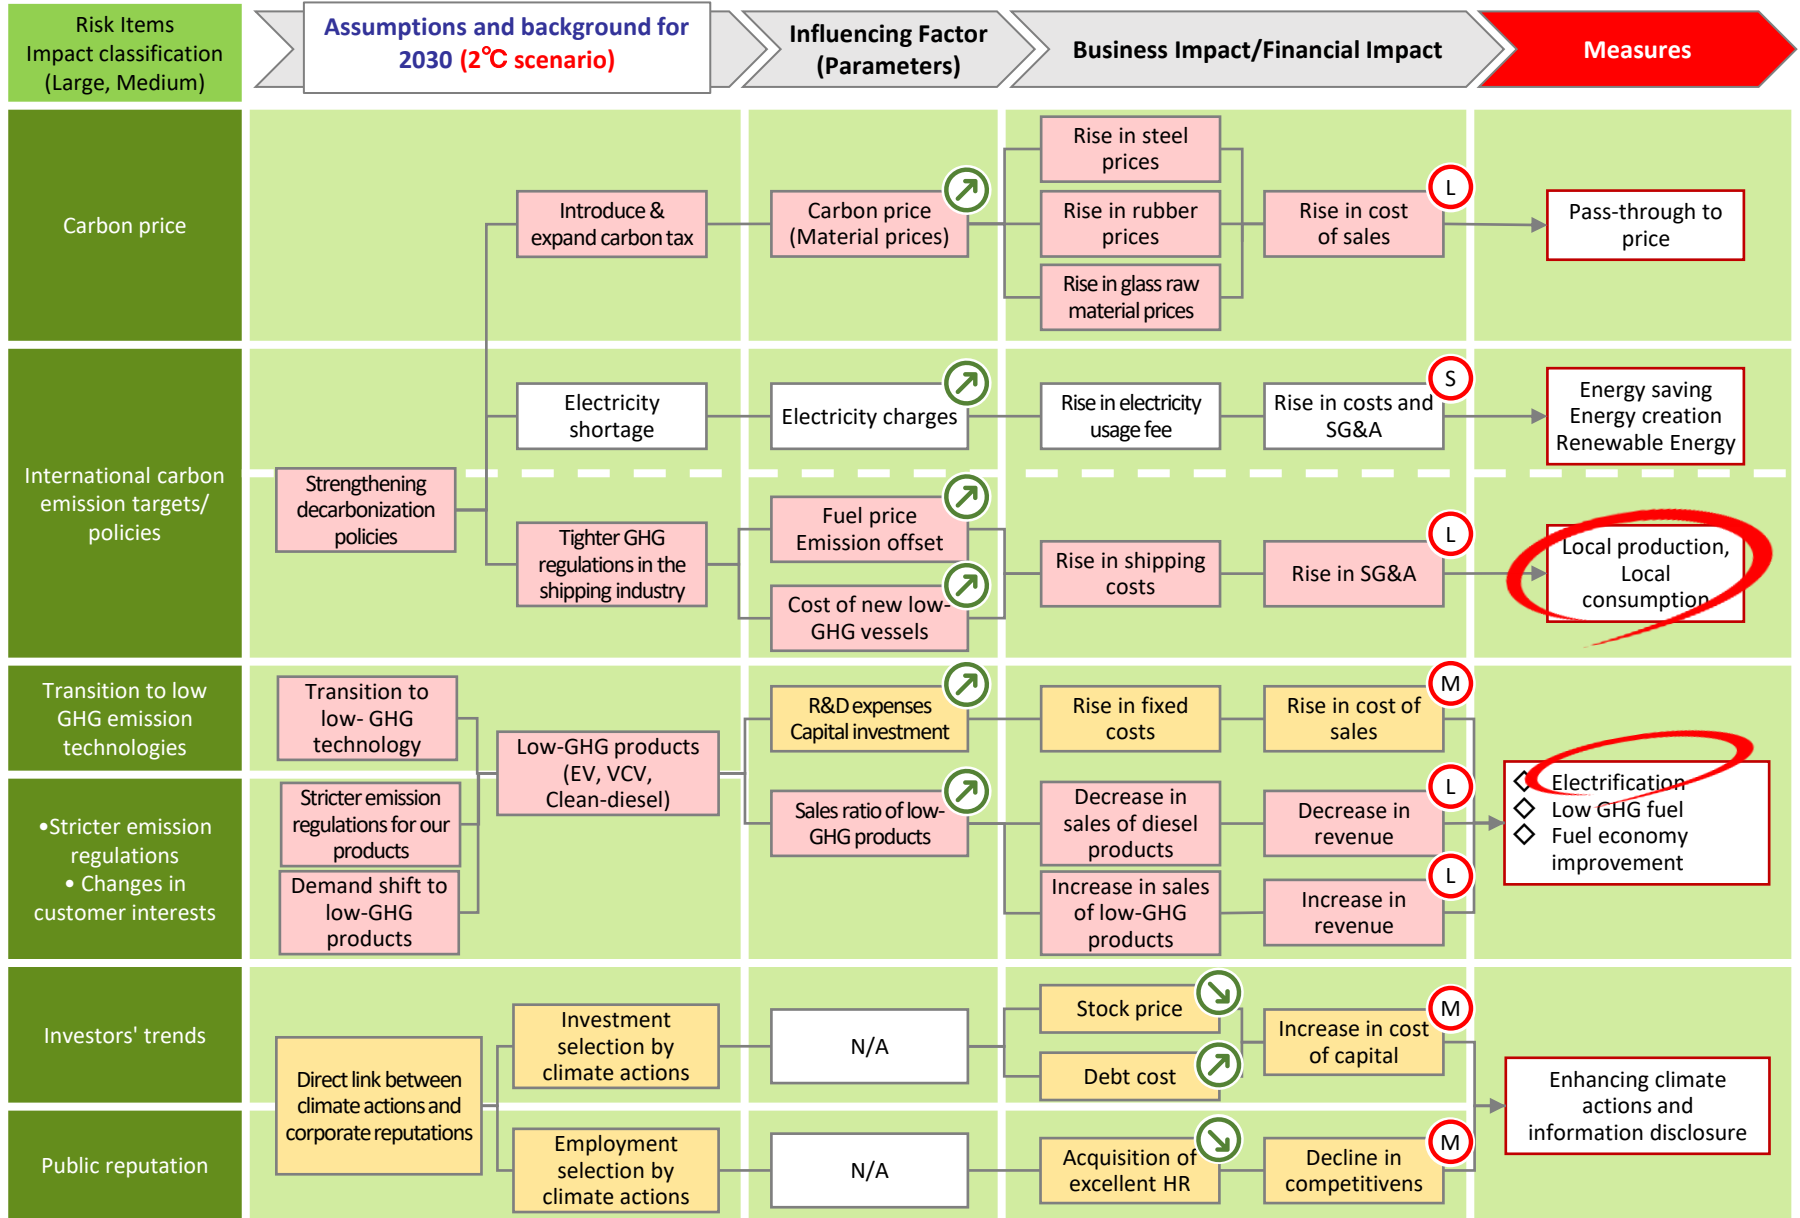 Risk Items
Impact classification
(Large, Medium)
Assumptions and background for
2030 (2℃ scenario)
Influencing Factor
(Parameters)
Business Impact/Financial Impact
Measures
Carbon price
Introduce &
expand carbon tax
Carbon price
(Material prices)
Rise in steel
prices
Rise in rubber
prices
Rise in glass raw
material prices
Rise in cost
of sales
L
Pass-through to
price
International carbon
emission targets/
policies
Strengthening
decarbonization
policies
Electricity
shortage
Electricity charges
Rise in electricity
usage fee
Rise in costs and
SG&A
S
Energy saving
Energy creation
Renewable Energy
Tighter GHG
regulations in the
shipping industry
Fuel price
Emission offset
Cost of new low-
GHG vessels
Rise in shipping
costs
Rise in SG&A
L
Local production,
Local
consumption
Transition to low
GHG emission
technologies
Transition to
low- GHG
technology
Low-GHG products
(EV, VCV,
Clean-diesel)
R&D expenses
Capital investment
Rise in fixed
costs
Rise in cost of
sales
M
•Stricter emission
regulations
• Changes in
customer interests
Stricter emission
regulations for our
products
Demand shift to
low-GHG
products
Sales ratio of low-
GHG products
Decrease in
sales of diesel
products
Decrease in
revenue
L
Increase in sales
of low-GHG
products
Increase in
revenue
L
◇ Electrification
◇ Low GHG fuel
◇ Fuel economy
improvement
Investors' trends
Direct link between
climate actions and
corporate reputations
Investment
selection by
climate actions
N/A
Stock price
Debt cost
Increase in cost
of capital
M
Enhancing climate
actions and
information disclosure
Public reputation
Employment
selection by
climate actions
N/A
Acquisition of
excellent HR
Decline in
competitivens
M